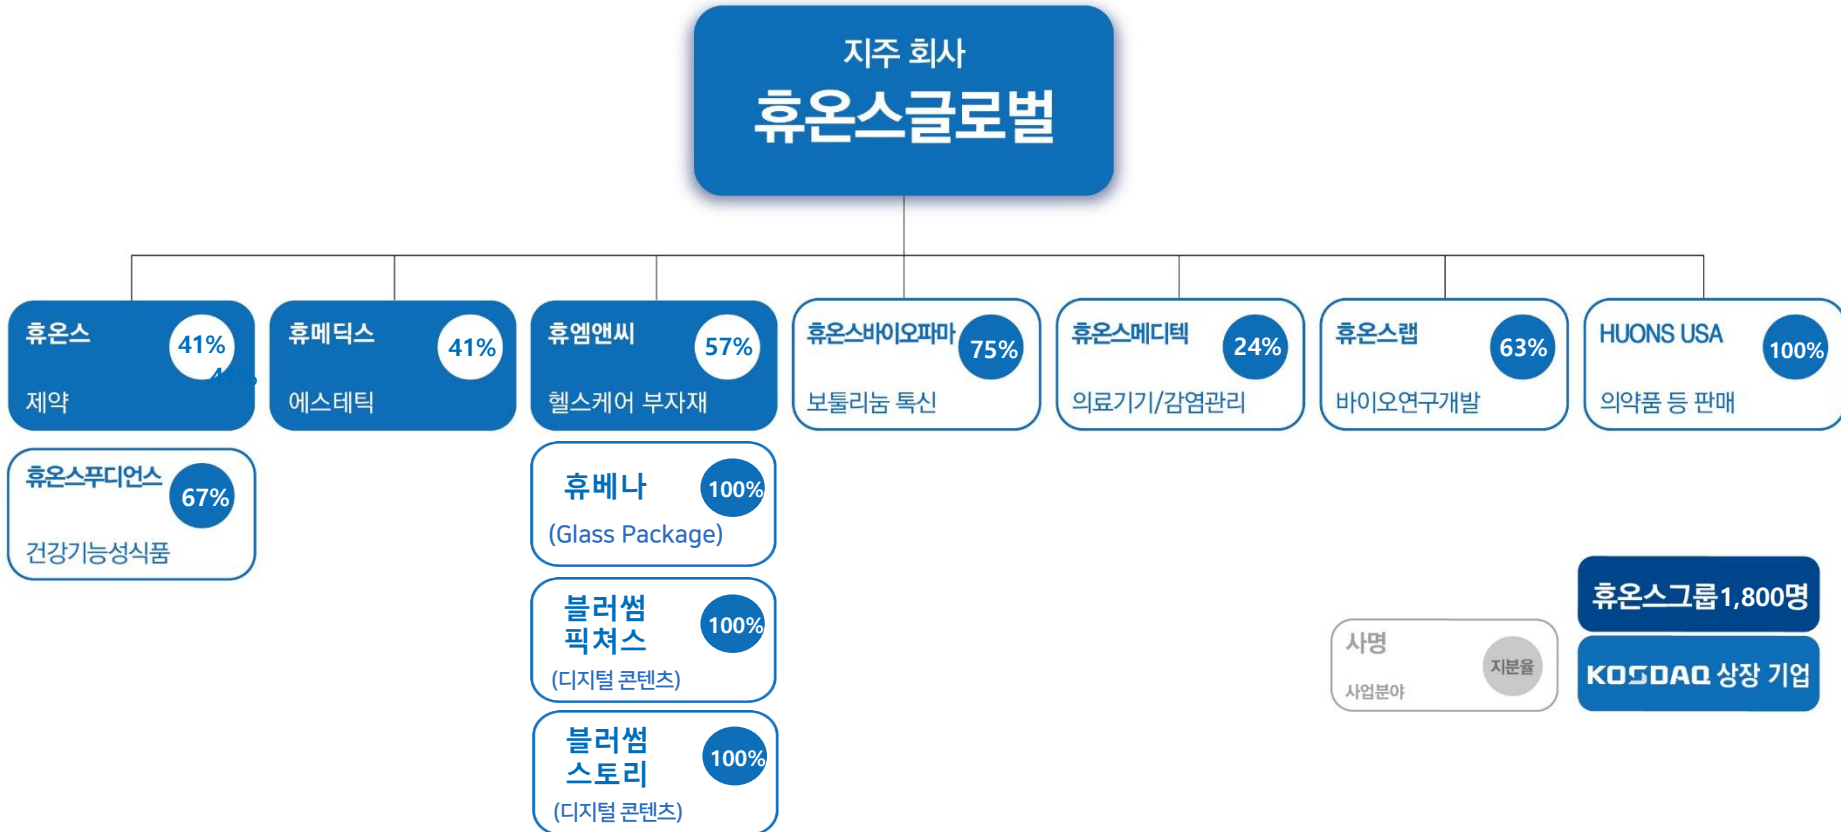 지주 회사
휴온스글로벌
휴온스
41%
41%
제약
휴메딕스
41%
에스테틱
휴엠앤씨
57%
헬스케어 부자재
휴온스바이오파마
75%
보툴리눔 톡신
휴온스메디텍
24%
의료기기/감염관리
휴온스랩
63%
바이오연구개발
HUONS USA
100%
의약품 등 판매
휴온스푸디언스
67%
건강기능성식품
휴베나
100%
(Glass Package)
블러썸
픽쳐스
100%
(디지털 콘텐츠)
블러썸
스토리
100%
(디지털 콘텐츠)
사명
지분율
사업분야
휴온스그룹1,800명
KOSDAQ 상장 기업